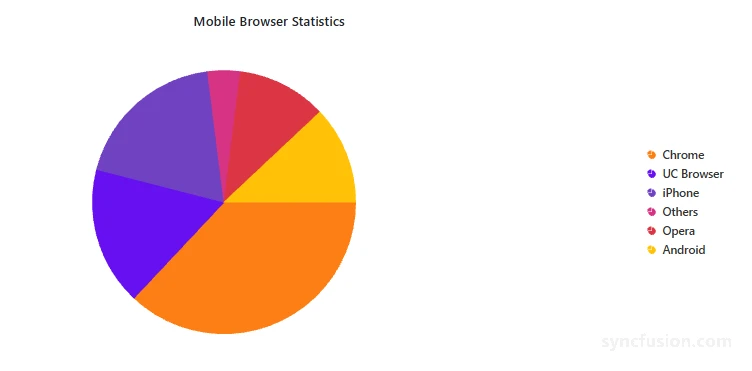 Mobile Browser Statistics
Chrome
UC Browser
iPhone
Others
Opera
Android
syncfusion.com